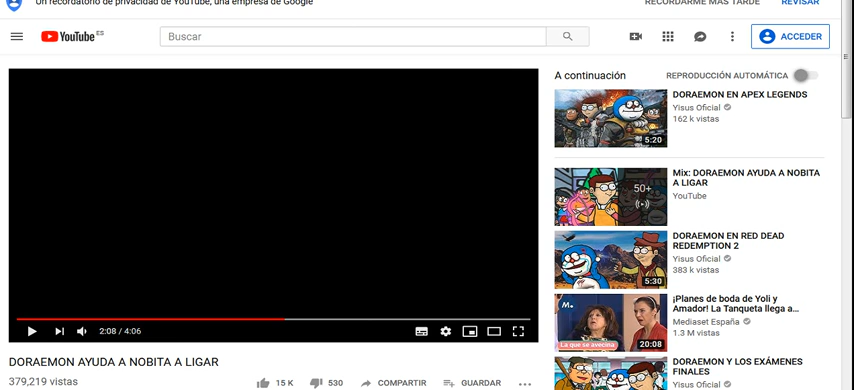 Un recordatorio de privacidad de YouTube, una empresa de Google
RECORDARME MÁS TARDE
REVISAR
YouTube ES
Buscar
ACCEDER
2:08 / 4:06
DORAEMON AYUDA A NOBITA A LIGAR
379,219 vistas
15 K
530
COMPARTIR
GUARDAR
A continuación
REPRODUCCIÓN AUTOMÁTICA
5:20
DORAEMON EN APEX LEGENDS
Yisus Oficial
162 k vistas
50+
Mix: DORAEMON AYUDA A NOBITA
A LIGAR
YouTube
5:30
DORAEMON EN RED DEAD
REDEMPTION 2
Yisus Oficial
383 k vistas
M.
La que se avecina
20:08
¡Planes de boda de Yoli y
Amador! La Tanqueta llega a...
Mediaset España
1.3 M vistas
DORAEMON Y LOS EXÁMENES
FINALES
Yisus Oficial